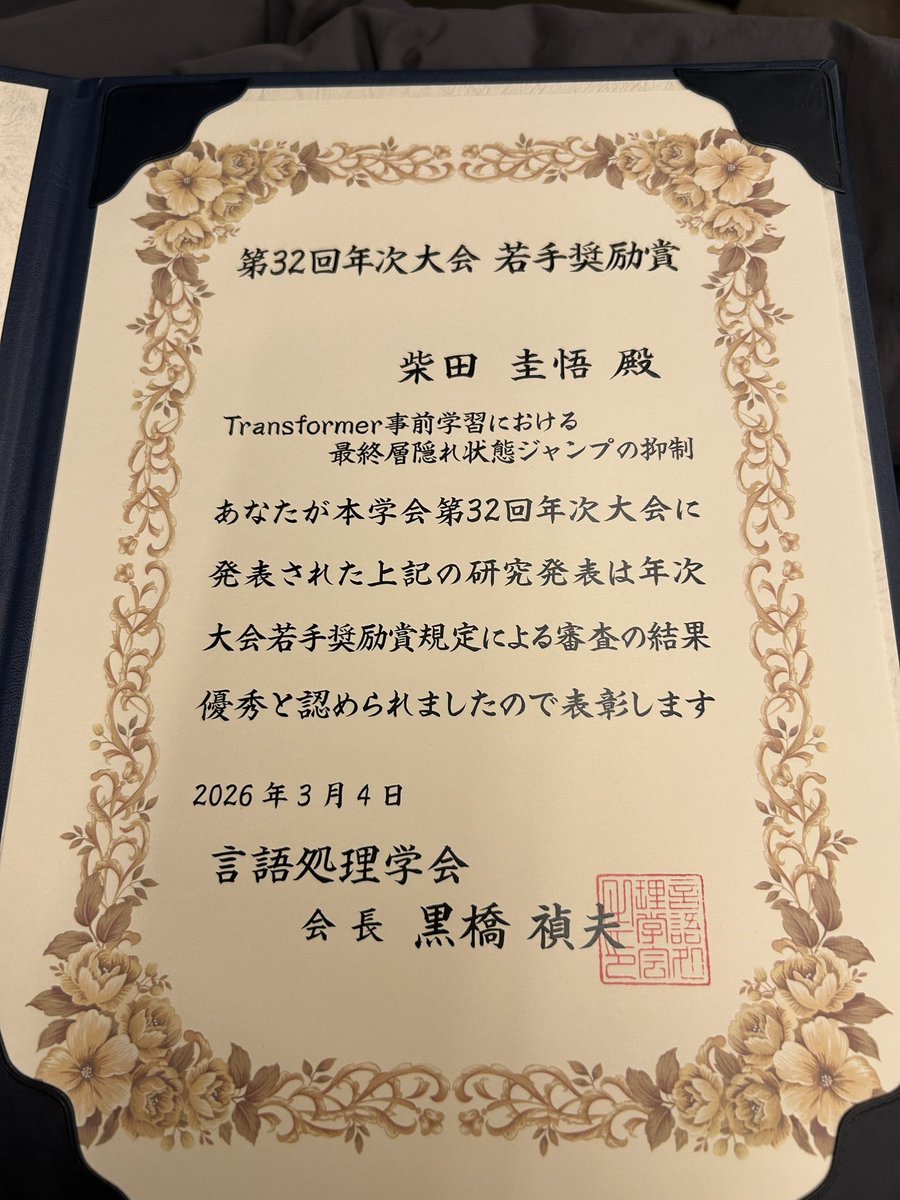 第32回年次大会 若手奨励賞
柴田 圭悟 殿
Transformer事前学習における
最終層隠れ状態ジャンプの抑制
あなたが本学会第32回年次大会に
発表された上記の研究発表は年次
大会若手奨励賞規定による審査の結果
優秀と認められましたので表彰します
2026年3月4日
言語処理学会
会長 黒橋 禎夫